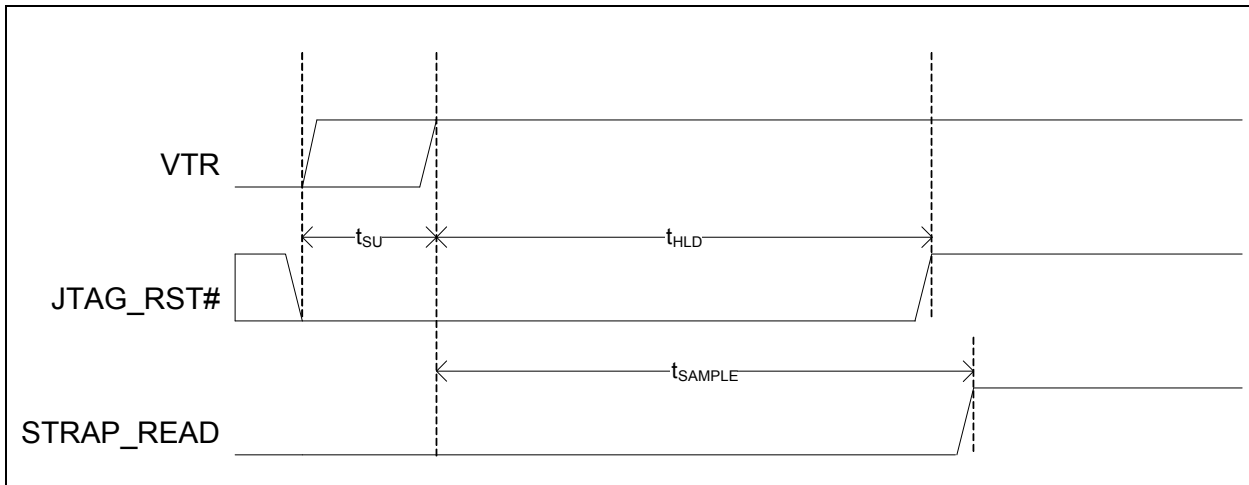 VTR
tSU
tHLD
JTAG_RST#
tSAMPLE
STRAP_READ